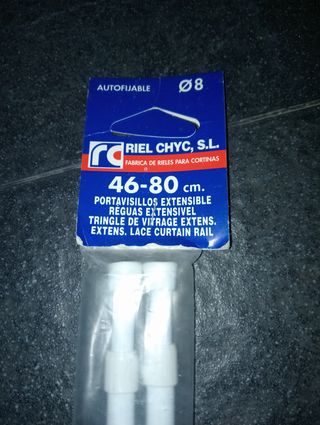 AUTOFIJABLE Ø8
rc RIEL CHYC, S.L.
FABRICA DE RIELES PARA CORTINAS
46-80 cm.
PORTAVISILLOS EXTENSIBLE
REGUAS EXTENSIVEL
TRINGLE DE VITRAGE EXTENS.
EXTENS. LACE CURTAIN RAIL